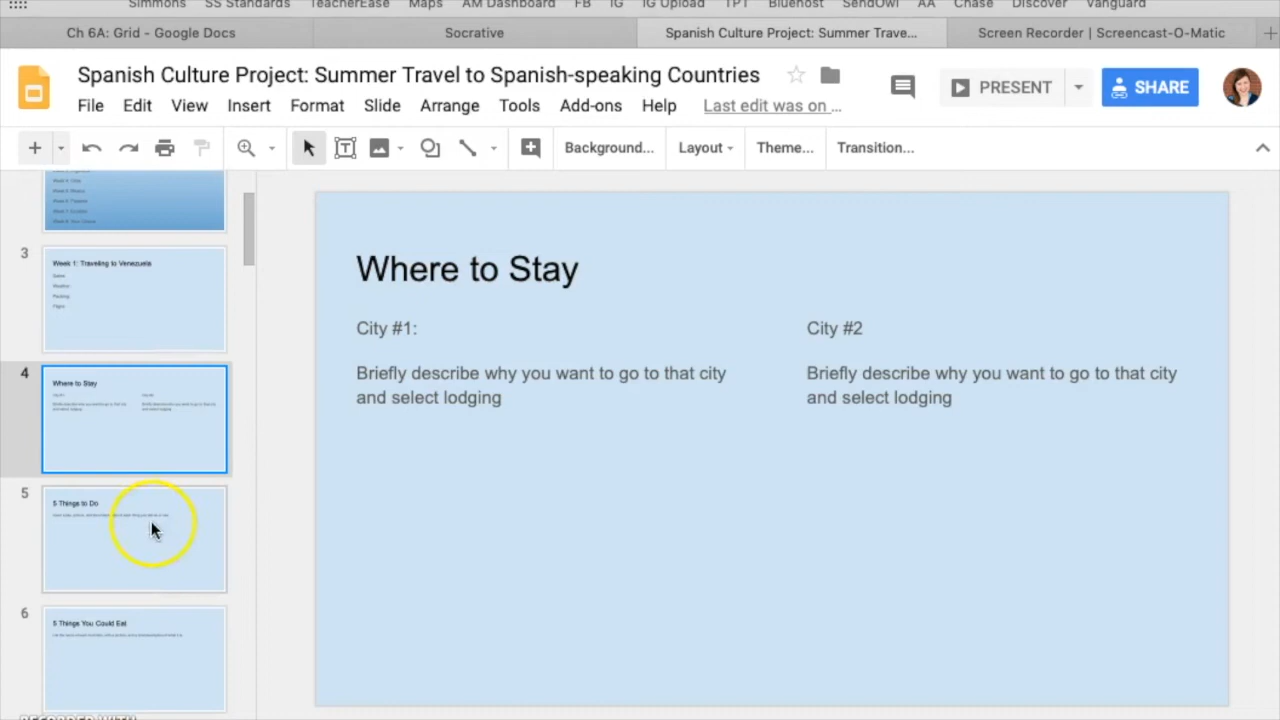 Simmons SS Standards TeacherEase Maps AM Dashboard FB IG IG Upload TPT Bluehost SendOwl AA Chase Discover Vanguard
Ch 6A: Grid - Google Docs Socrative Spanish Culture Project: Summer Trave... Screen Recorder | Screencast-O-Matic
Spanish Culture Project: Summer Travel to Spanish-speaking Countries
PRESENT
SHARE
File Edit View Insert Format Slide Arrange Tools Add-ons Help Last edit was on ...
Background... Layout Theme... Transition...
3
Week 1: Traveling to Venezuela
4
Where to Stay
5
5 Things to Do
6
5 Things You Could Eat
Where to Stay
City #1:
Briefly describe why you want to go to that city
and select lodging
City #2
Briefly describe why you want to go to that city
and select lodging
RECORDED WITH